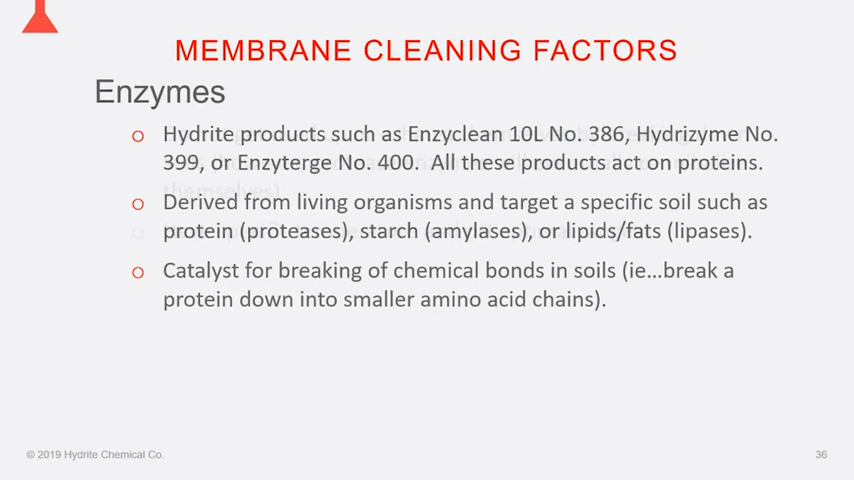 MEMBRANE CLEANING FACTORS
Enzymes
o Hydrite products such as Enzyclean 10L No. 386, Hydrizyme No.
399, or Enzyterge No. 400. All these products act on proteins.
themselves)
o Derived from living organisms and target a specific soil such as
protein (proteases), starch (amylases), or lipids/fats (lipases).
o Catalyst for breaking of chemical bonds in soils (ie…break a
protein down into smaller amino acid chains).
© 2019 Hydrite Chemical Co.
36